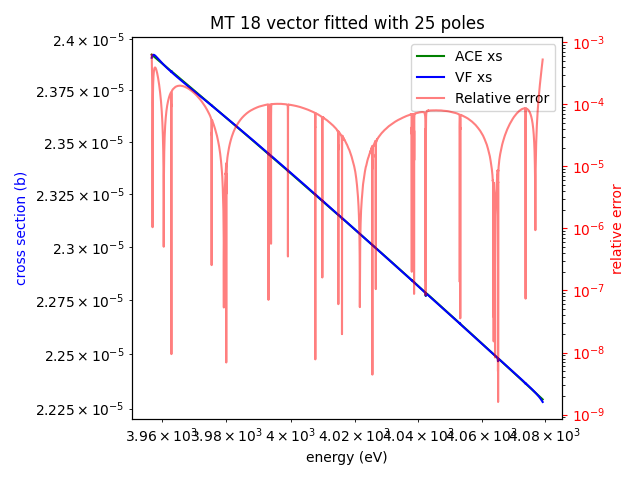 MT 18 vector fitted with 25 poles
ACE xs
VF xs
Relative error
2.4 × 10⁻⁵
2.375 × 10⁻⁵
2.35 × 10⁻⁵
2.325 × 10⁻⁵
2.3 × 10⁻⁵
2.275 × 10⁻⁵
2.25 × 10⁻⁵
2.225 × 10⁻⁵
cross section (b)
10⁻³
10⁻⁴
10⁻⁵
10⁻⁶
10⁻⁷
10⁻⁸
10⁻⁹
relative error
3.96 × 10³ 3.98 × 10³ 4 × 10³ 4.02 × 10³ 4.04 × 10³ 4.06 × 10³ 4.08 × 10³
energy (eV)